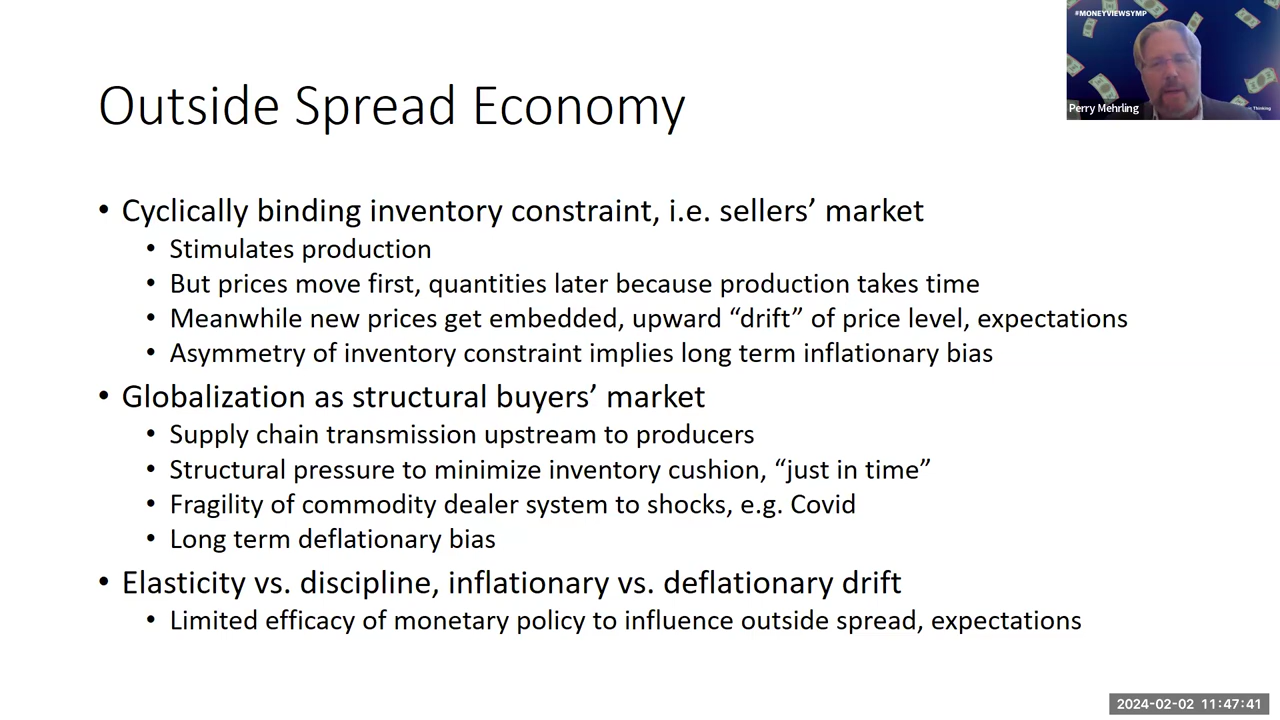 #MONEYVIEWSYMP
Perry Mehrling
Thinking
Outside Spread Economy
• Cyclically binding inventory constraint, i.e. sellers’ market
• Stimulates production
• But prices move first, quantities later because production takes time
• Meanwhile new prices get embedded, upward “drift” of price level, expectations
• Asymmetry of inventory constraint implies long term inflationary bias
• Globalization as structural buyers’ market
• Supply chain transmission upstream to producers
• Structural pressure to minimize inventory cushion, “just in time”
• Fragility of commodity dealer system to shocks, e.g. Covid
• Long term deflationary bias
• Elasticity vs. discipline, inflationary vs. deflationary drift
• Limited efficacy of monetary policy to influence outside spread, expectations
2024-02-02 11:47:41